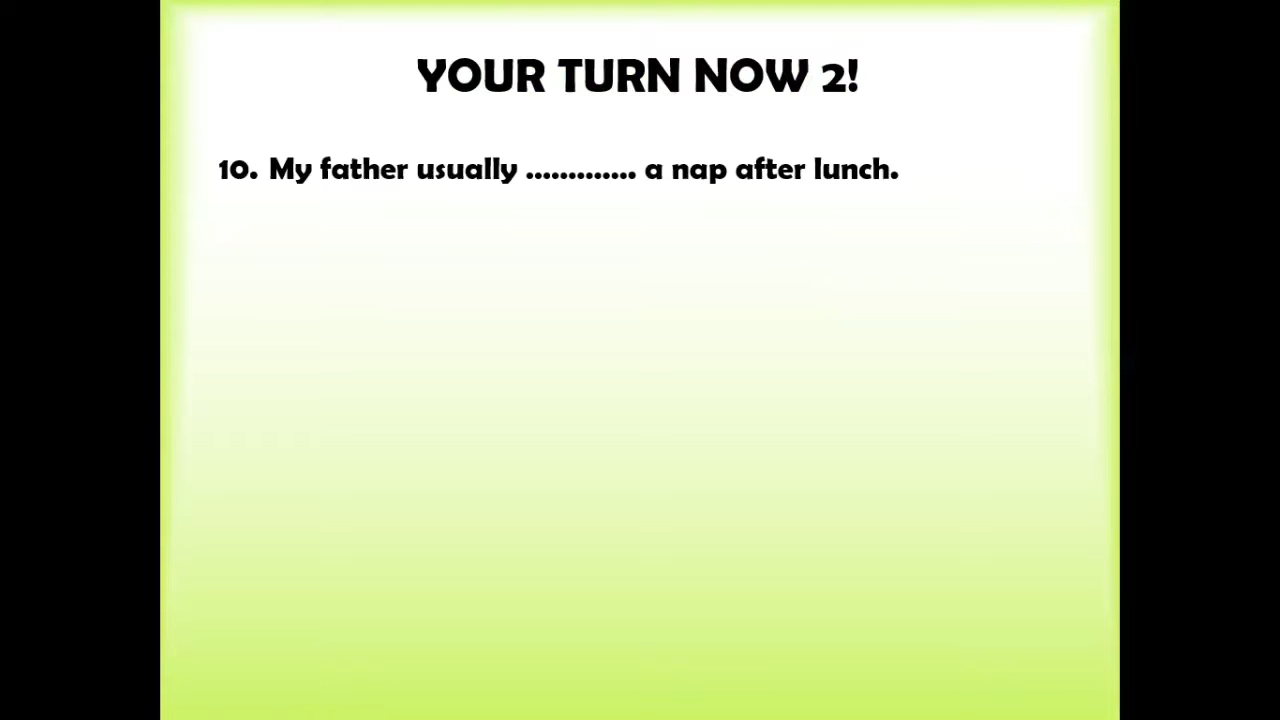 YOUR TURN NOW 2!
10. My father usually ............. a nap after lunch.